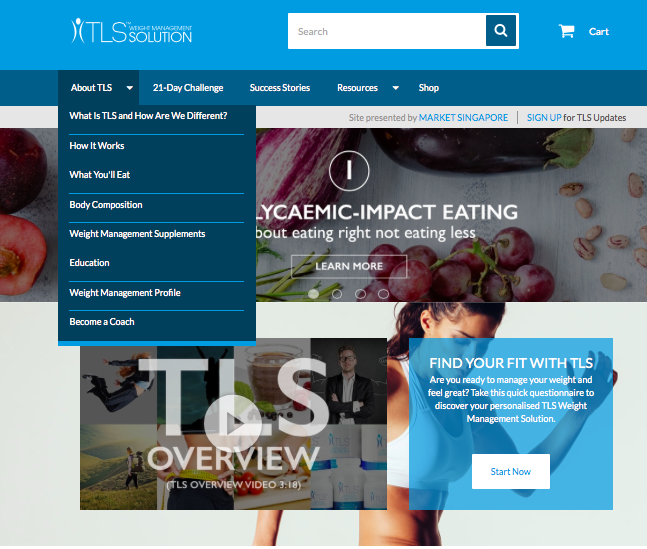 TLS™ WEIGHT MANAGEMENT
SOLUTION
Search
Cart
About TLS
21-Day Challenge
Success Stories
Resources
Shop
Site presented by MARKET SINGAPORE
SIGN UP for TLS Updates
What Is TLS and How Are We Different?
How It Works
What You'll Eat
Body Composition
Weight Management Supplements
Education
Weight Management Profile
Become a Coach
I
LYCAEMIC-IMPACT EATING
bout eating right not eating less
LEARN MORE
TLS
OVERVIEW
(TLS OVERVIEW VIDEO 3:18)
FIND YOUR FIT WITH TLS
Are you ready to manage your weight and
feel great? Take this quick questionnaire to
discover your personalised TLS Weight
Management Solution.
Start Now